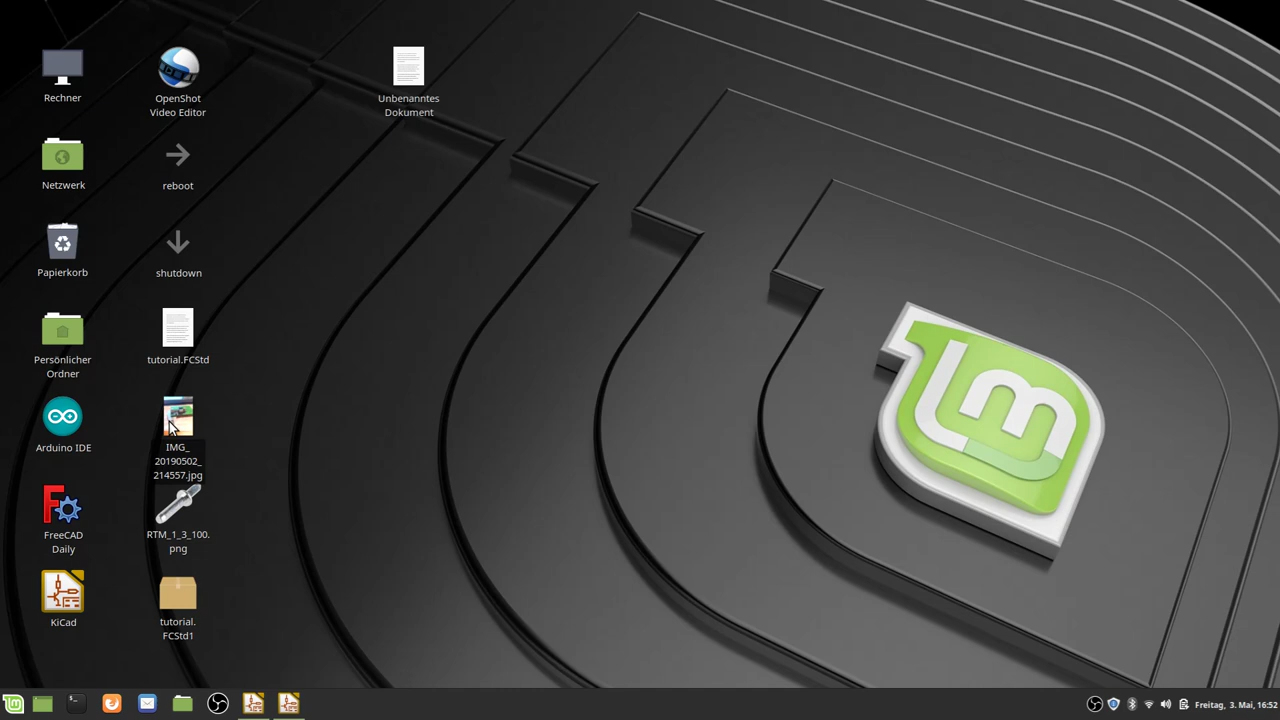 Rechner
OpenShot
Video Editor
Unbenanntes
Dokument
Netzwerk
reboot
Papierkorb
shutdown
Persönlicher
Ordner
tutorial.FCStd
Arduino IDE
IMG_
20190502_
214557.jpg
FreeCAD
Daily
RTM_1_3_100.
png
KiCad
tutorial.
FCStd1
lm
Freitag, 3. Mai, 16:52